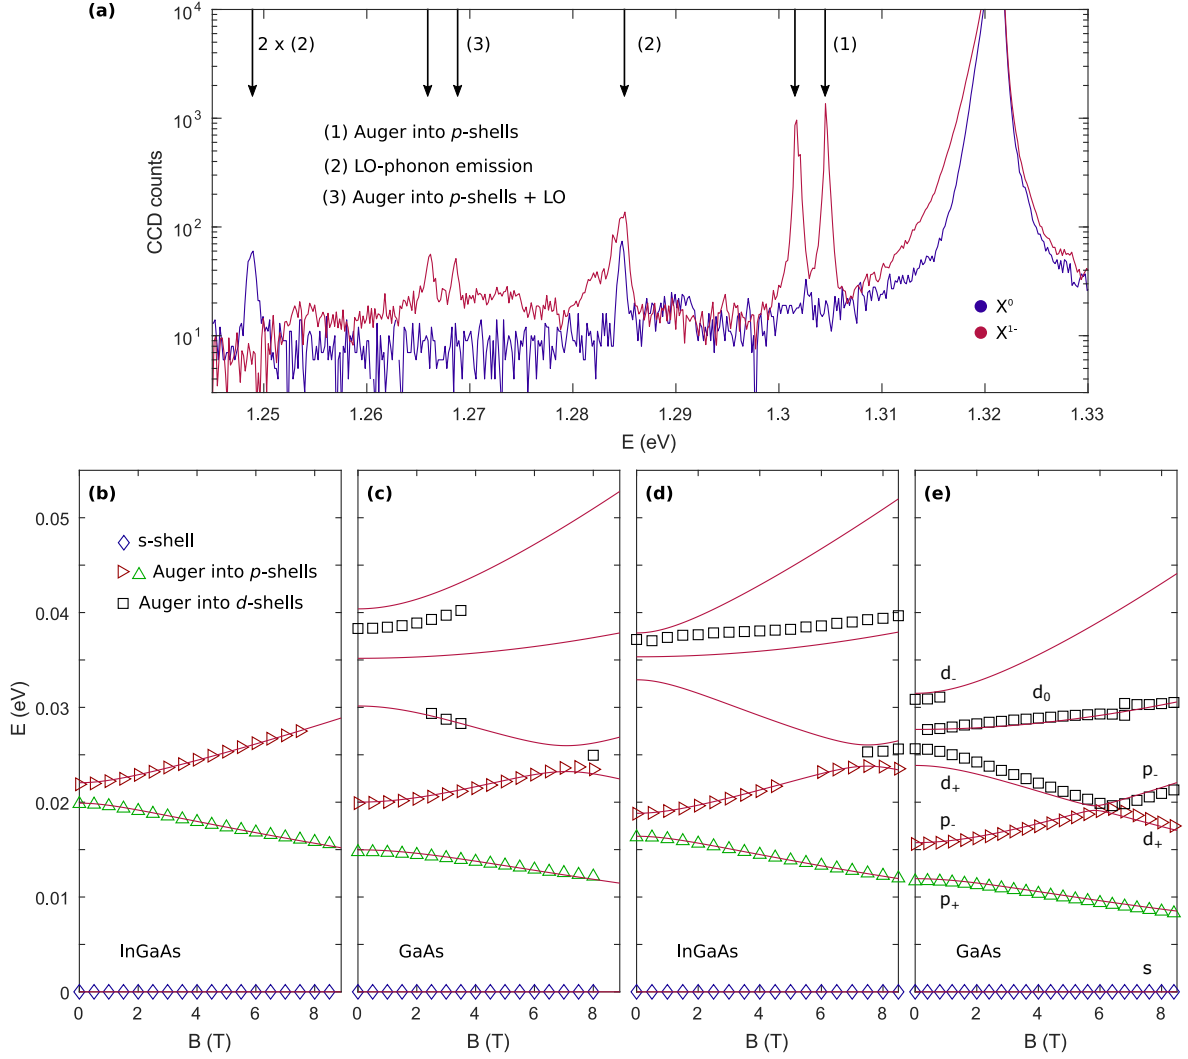 (a)
2 x (2)
(3)
(2)
(1)
(1) Auger into p-shells
(2) LO-phonon emission
(3) Auger into p-shells + LO
CCD counts
10⁴
10³
10²
10¹
X⁰
X¹⁻
1.25
1.26
1.27
1.28
1.29
1.3
1.31
1.32
1.33
E (eV)
(b)
(c)
(d)
(e)
s-shell
Auger into p-shells
Auger into d-shells
E (eV)
0.05
0.04
0.03
0.02
0.01
0
d₋
d₀
d₊
p₋
p₋
d₊
p₊
s
InGaAs
GaAs
InGaAs
GaAs
0 2 4 6 8
0 2 4 6 8
0 2 4 6 8
0 2 4 6 8
B (T)
B (T)
B (T)
B (T)